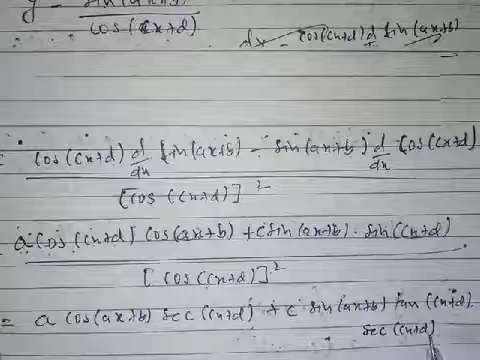 y = sin(ax+b)
cos(cx+d)
dx = cos(cx+d) d sin(ax+b)
cos(cx+d) d/dx sin(ax+b) - sin(ax+b) d/dx cos(cx+d)
[cos(cx+d)]²
a cos(cx+d) cos(ax+b) + c sin(ax+b) . sin(cx+d)
[cos(cx+d)]²
= a cos(ax+b) sec(cx+d) + c sin(ax+b) tan(cx+d).
sec(cx+d)